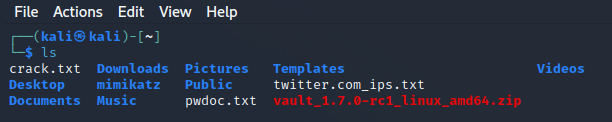 File Actions Edit View Help
┌──(kali㉿kali)-[~]
└─$ ls
crack.txt Downloads Pictures Templates Videos
Desktop mimikatz Public twitter.com_ips.txt
Documents Music pwdoc.txt vault_1.7.0-rc1_linux_amd64.zip